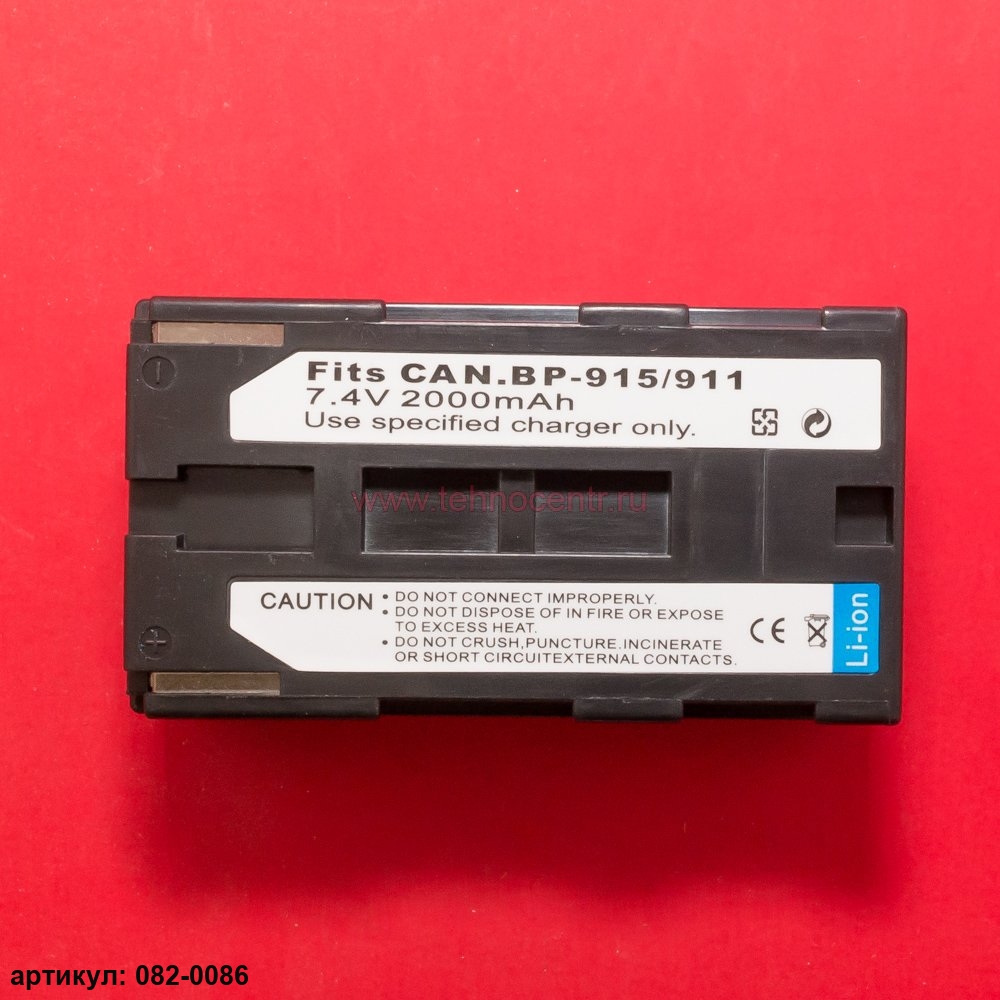 Fits CAN.BP-915/911
7.4V 2000mAh
Use specified charger only.
www.tehnocentr.ru
CAUTION • DO NOT CONNECT IMPROPERLY.
• DO NOT DISPOSE OF IN FIRE OR EXPOSE
TO EXCESS HEAT.
• DO NOT CRUSH,PUNCTURE.INCINERATE
OR SHORT CIRCUITEXTERNAL CONTACTS.
CE
Li-ion
артикул: 082-0086